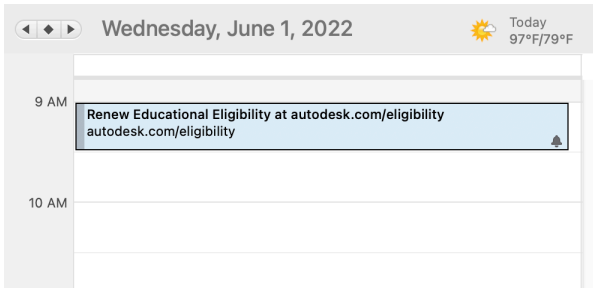 Wednesday, June 1, 2022
Today
97°F/79°F
9 AM
Renew Educational Eligibility at autodesk.com/eligibility
autodesk.com/eligibility
10 AM